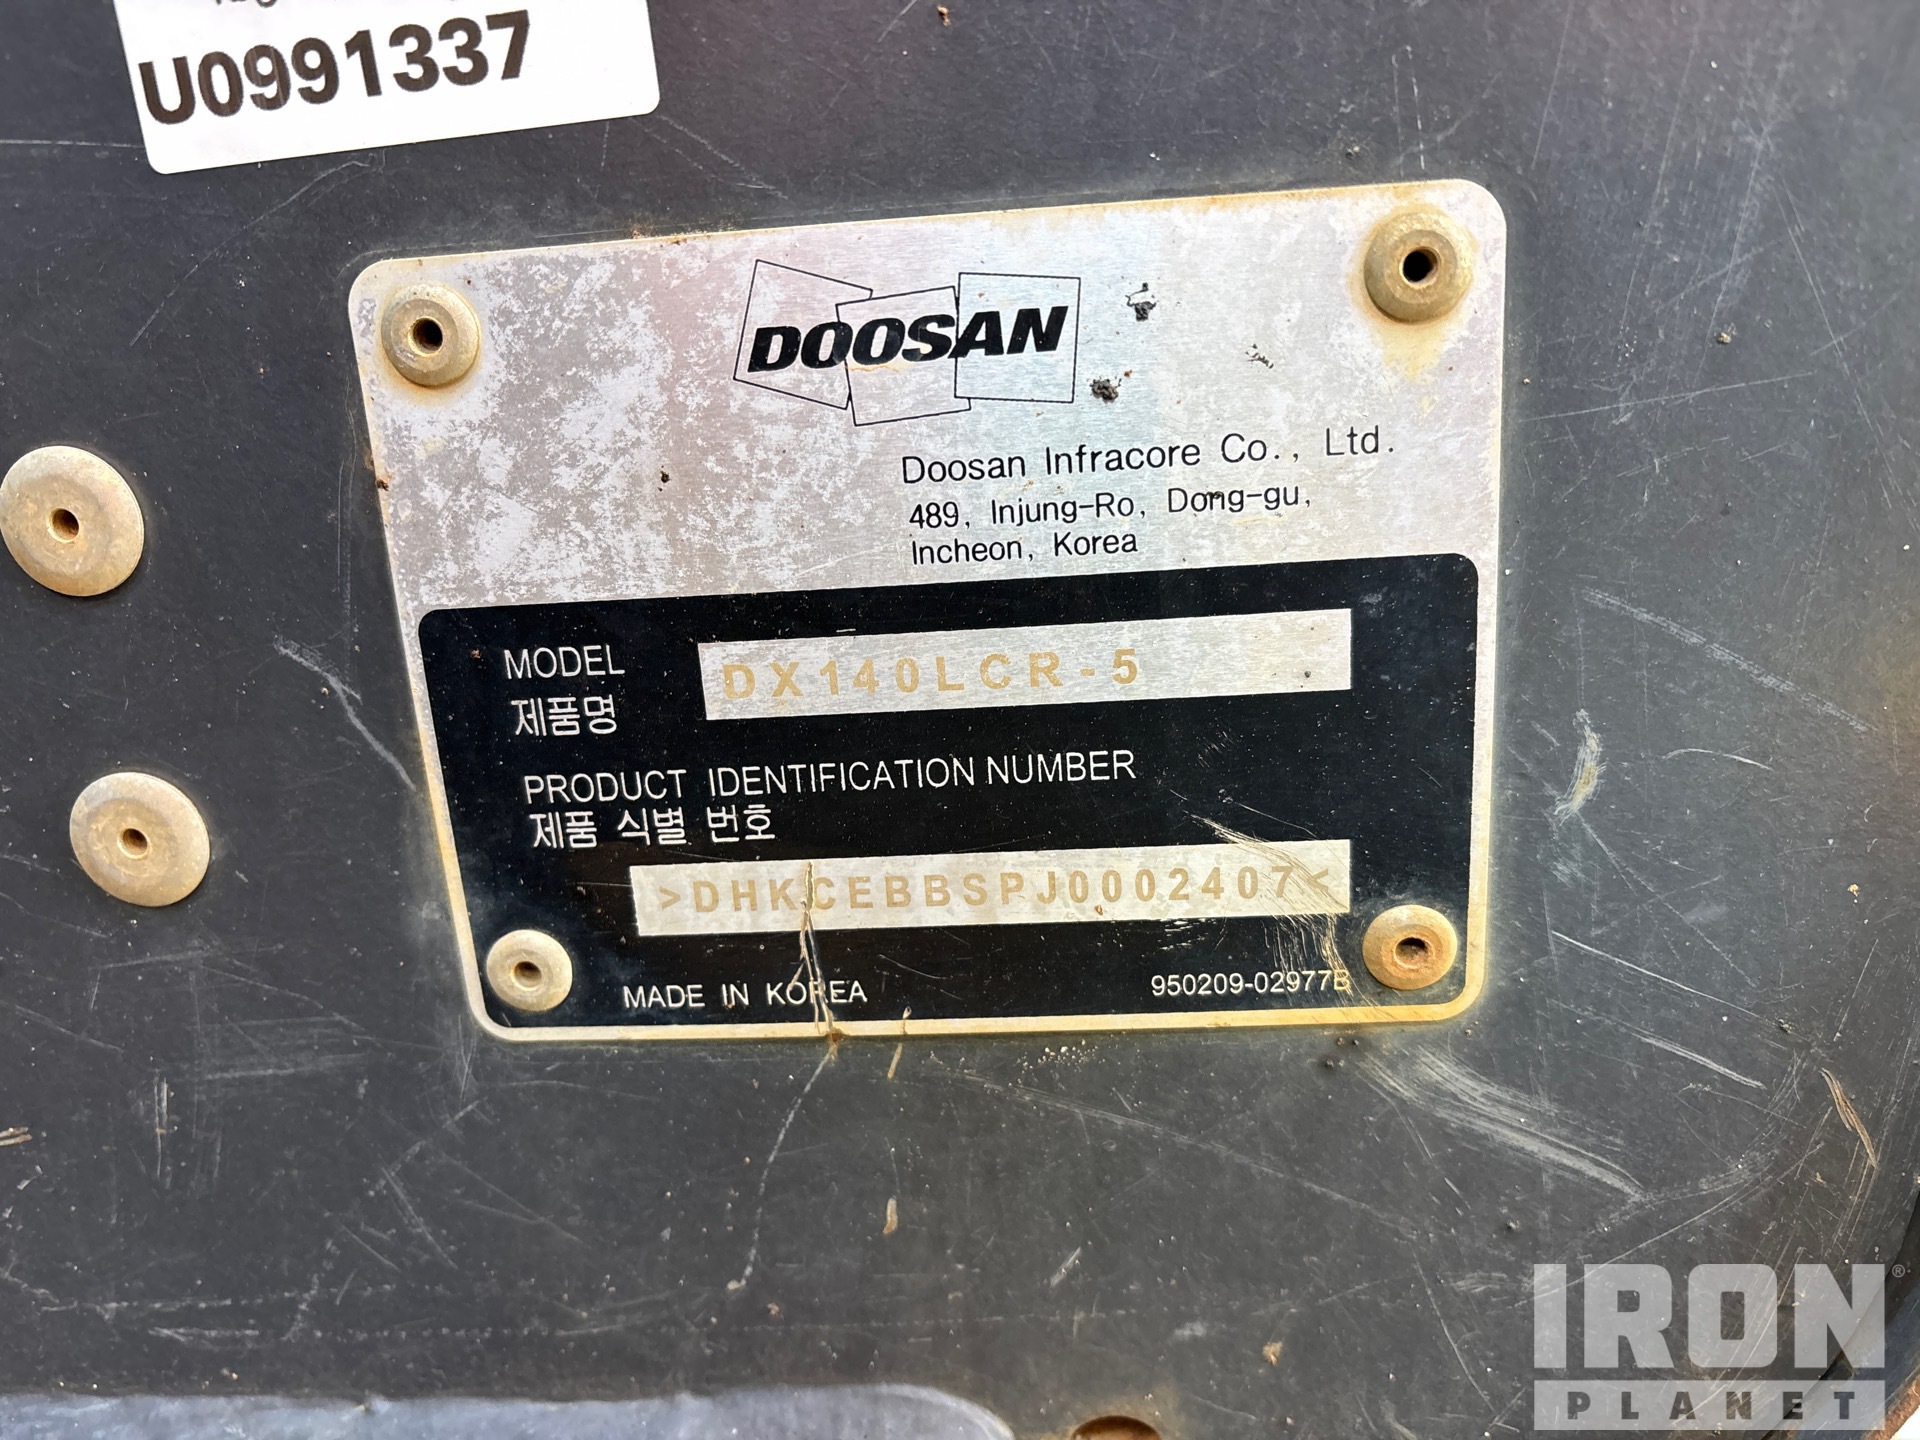 U0991337
DOOSAN
Doosan Infracore Co., Ltd.
489, Injung-Ro, Dong-gu,
Incheon, Korea
MODEL
제품명
DX140LCR-5
PRODUCT IDENTIFICATION NUMBER
제품 식별 번호
>DHKCEBBSPJ0002407<
MADE IN KOREA
950209-02977B
IRON®
PLANET